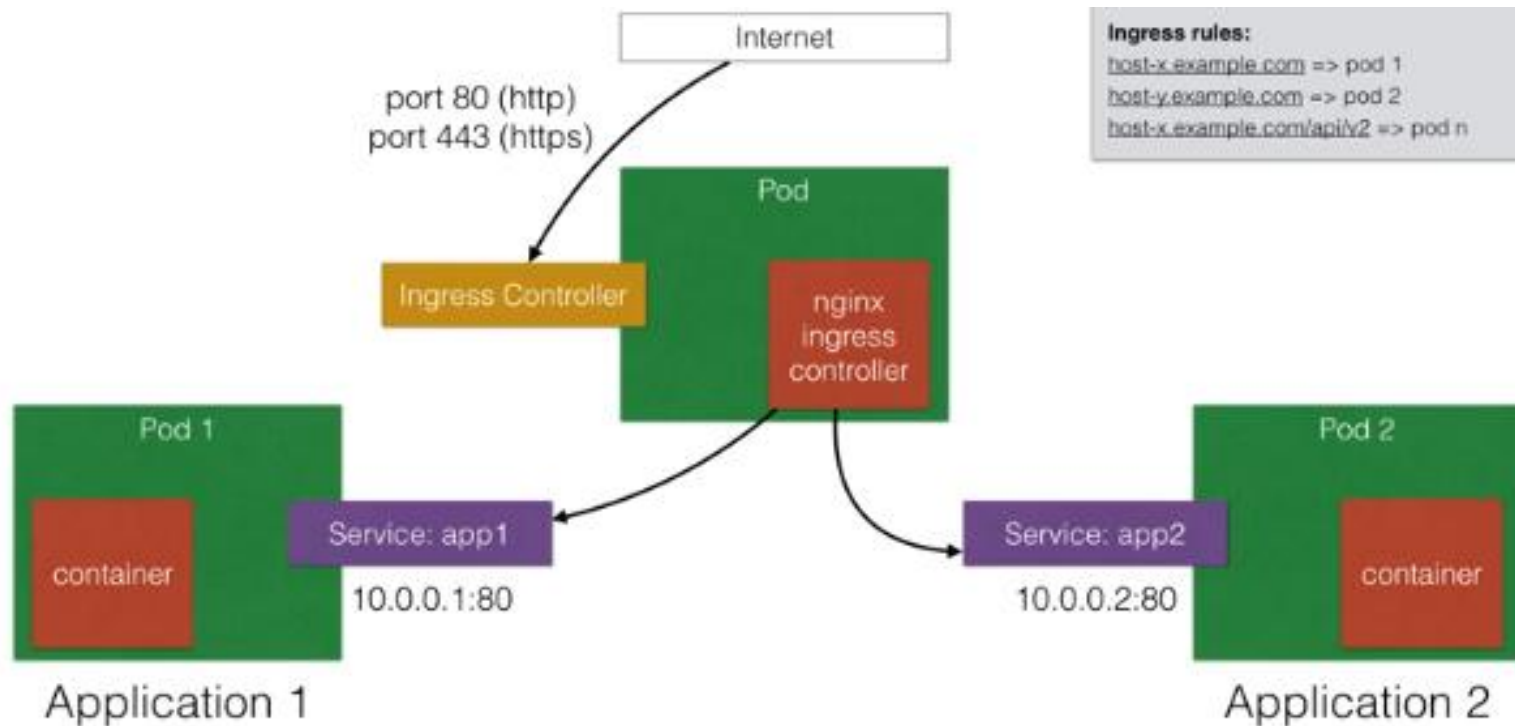 Internet
Ingress rules:
host-x.example.com => pod 1
host-y.example.com => pod 2
host-x.example.com/api/v2 => pod n
port 80 (http)
port 443 (https)
Pod
Ingress Controller
nginx
ingress
controller
Pod 1
Service: app1
container
10.0.0.1:80
Application 1
Pod 2
Service: app2
container
10.0.0.2:80
Application 2